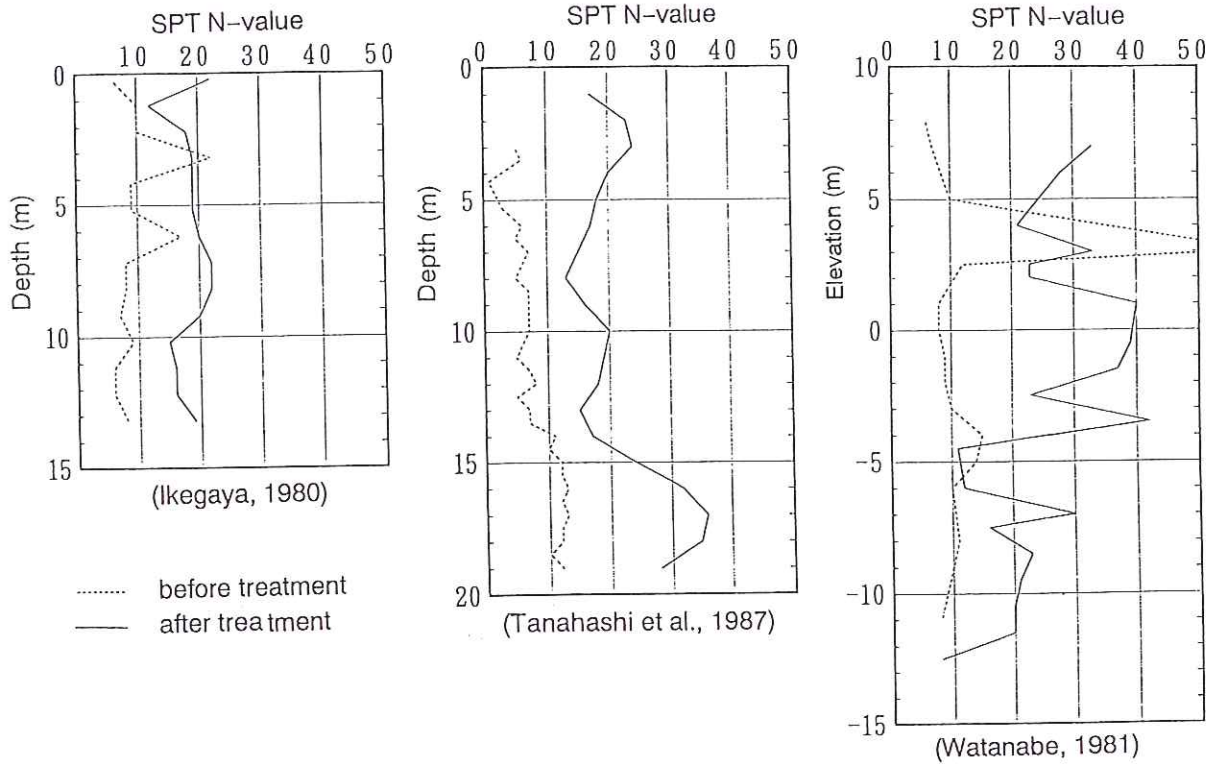 SPT N-value
10 20 30 40 50
0
5
10
15
Depth (m)
(Ikegaya, 1980)
before treatment
after treatment
SPT N-value
0 10 20 30 40 50
0
5
10
15
20
Depth (m)
(Tanahashi et al., 1987)
SPT N-value
0 10 20 30 40 50
10
5
0
-5
-10
-15
Elevation (m)
(Watanabe, 1981)